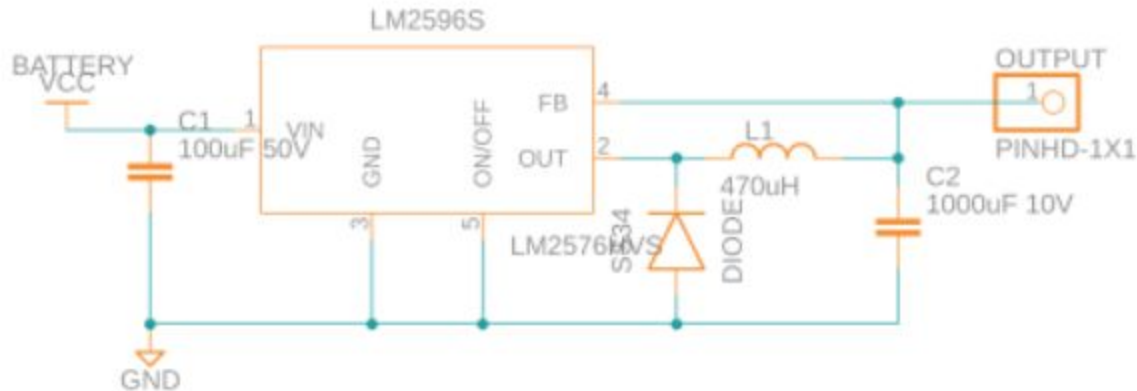 LM2596S
BATTERY
VCC
C1
100uF 50V
1
VIN
GND
ON/OFF
FB
OUT
4
2
3
5
LM2576HVS
L1
470uH
DIODE
OUTPUT
1
PINHD-1X1
C2
1000uF 10V
GND